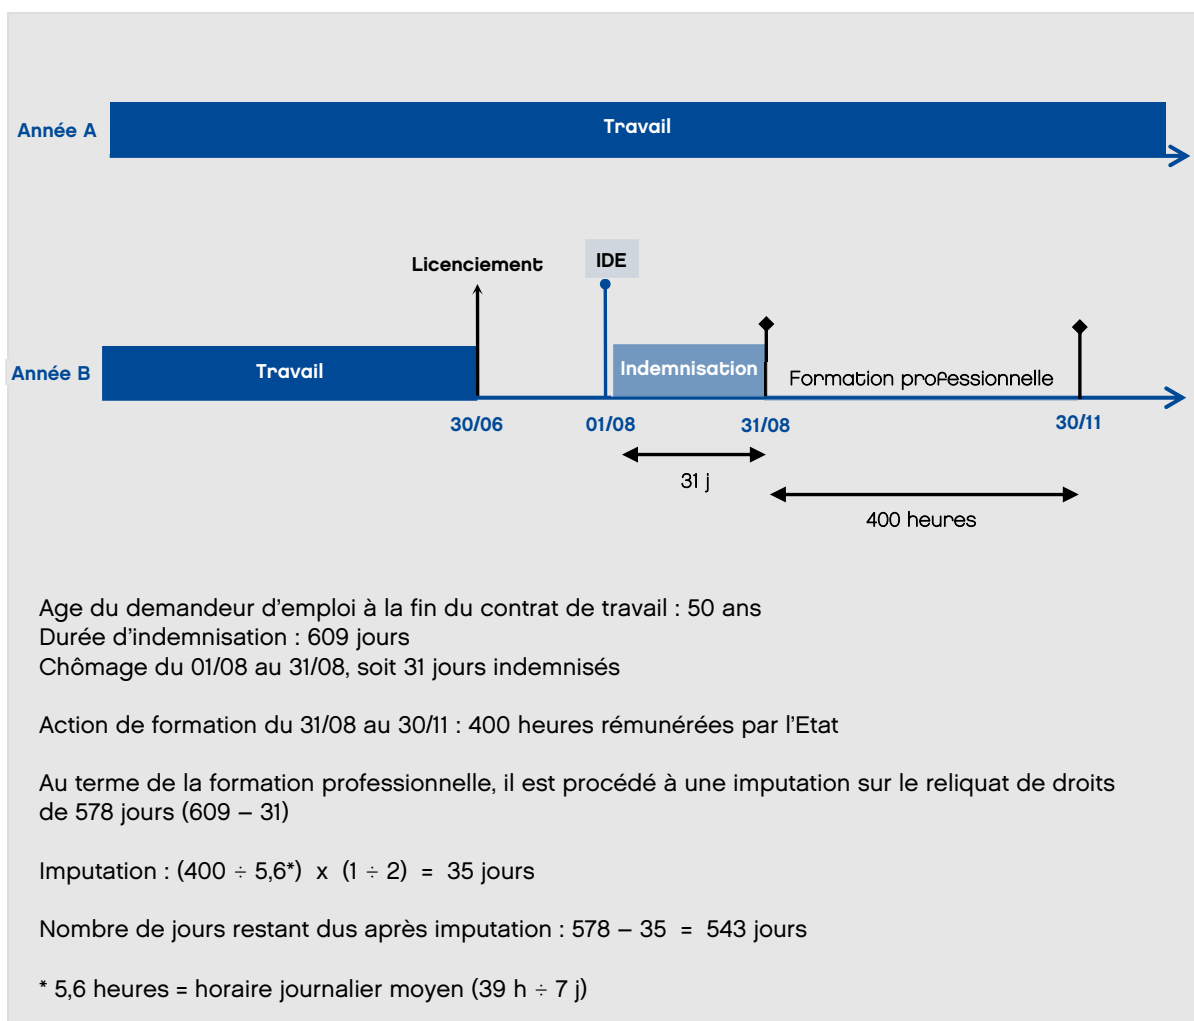 Année A
Travail
Licenciement
IDE
Année B
Travail
Indemnisation
Formation professionnelle
30/06
01/08
31/08
30/11
31 j
400 heures
Age du demandeur d’emploi à la fin du contrat de travail : 50 ans
Durée d’indemnisation : 609 jours
Chômage du 01/08 au 31/08, soit 31 jours indemnisés
Action de formation du 31/08 au 30/11 : 400 heures rémunérées par l’Etat
Au terme de la formation professionnelle, il est procédé à une imputation sur le reliquat de droits
de 578 jours (609 – 31)
Imputation : (400 ÷ 5,6*) x (1 ÷ 2) = 35 jours
Nombre de jours restant dus après imputation : 578 – 35 = 543 jours
* 5,6 heures = horaire journalier moyen (39 h ÷ 7 j)